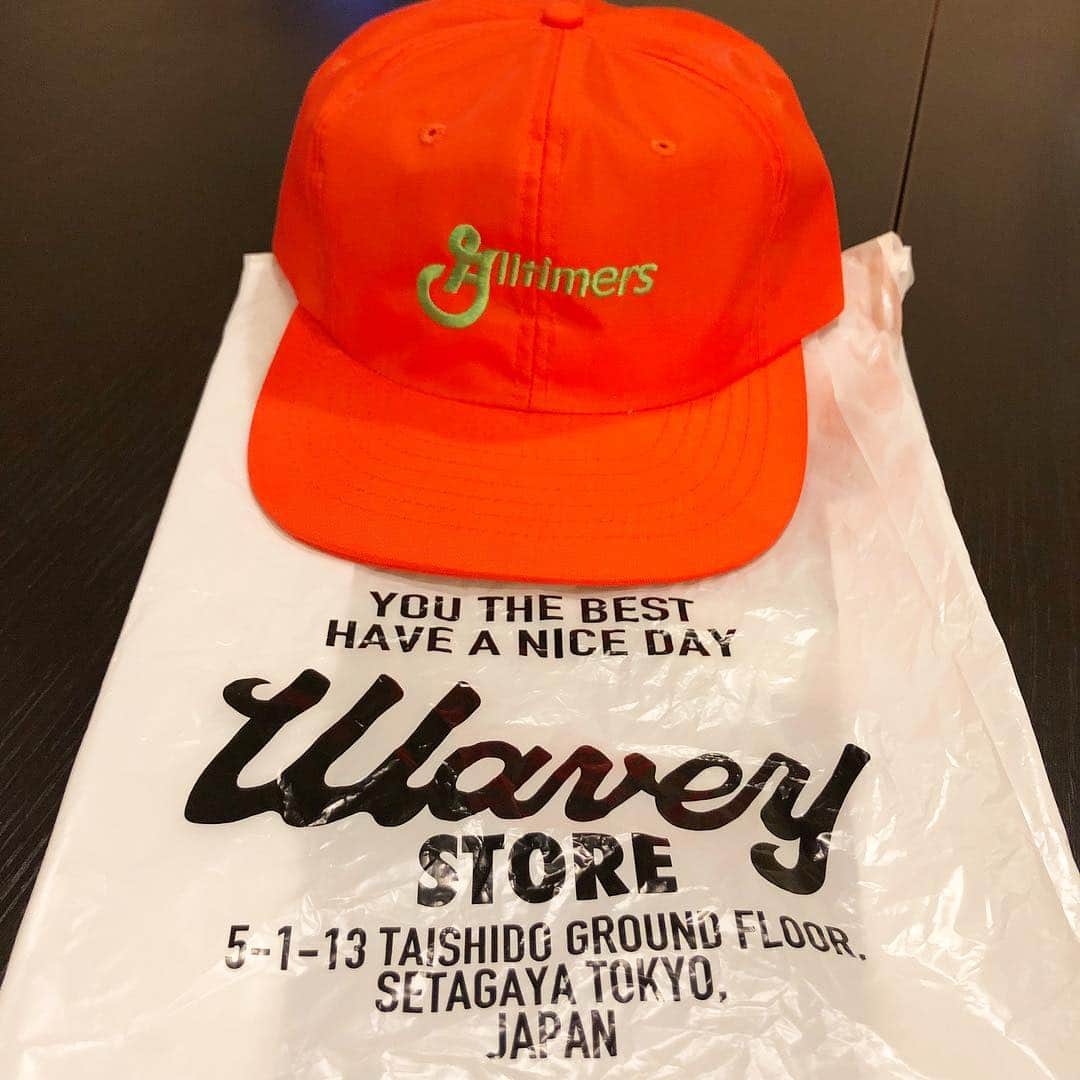 Alltimers
YOU THE BEST
HAVE A NICE DAY
Wavey
STORE
5-1-13 TAISHIDO GROUND FLOOR.
SETAGAYA TOKYO,
JAPAN